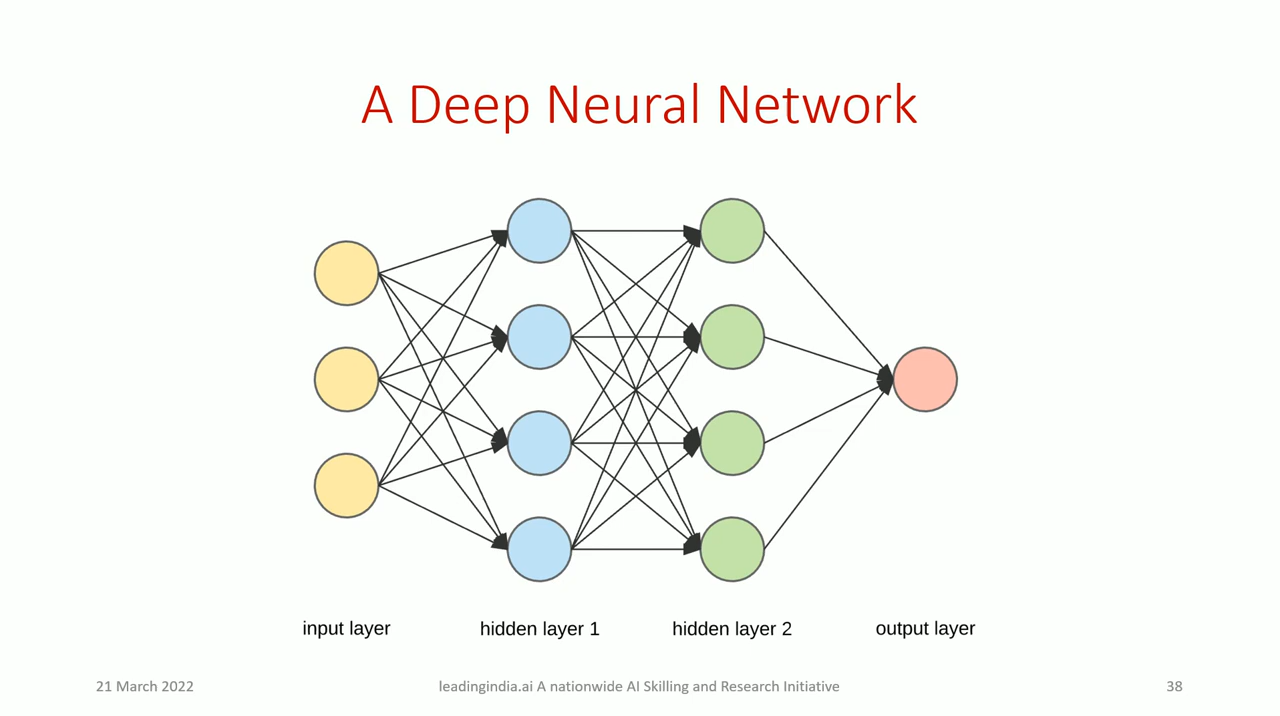 A Deep Neural Network
input layer
hidden layer 1
hidden layer 2
output layer
21 March 2022
leadingindia.ai A nationwide AI Skilling and Research Initiative
38